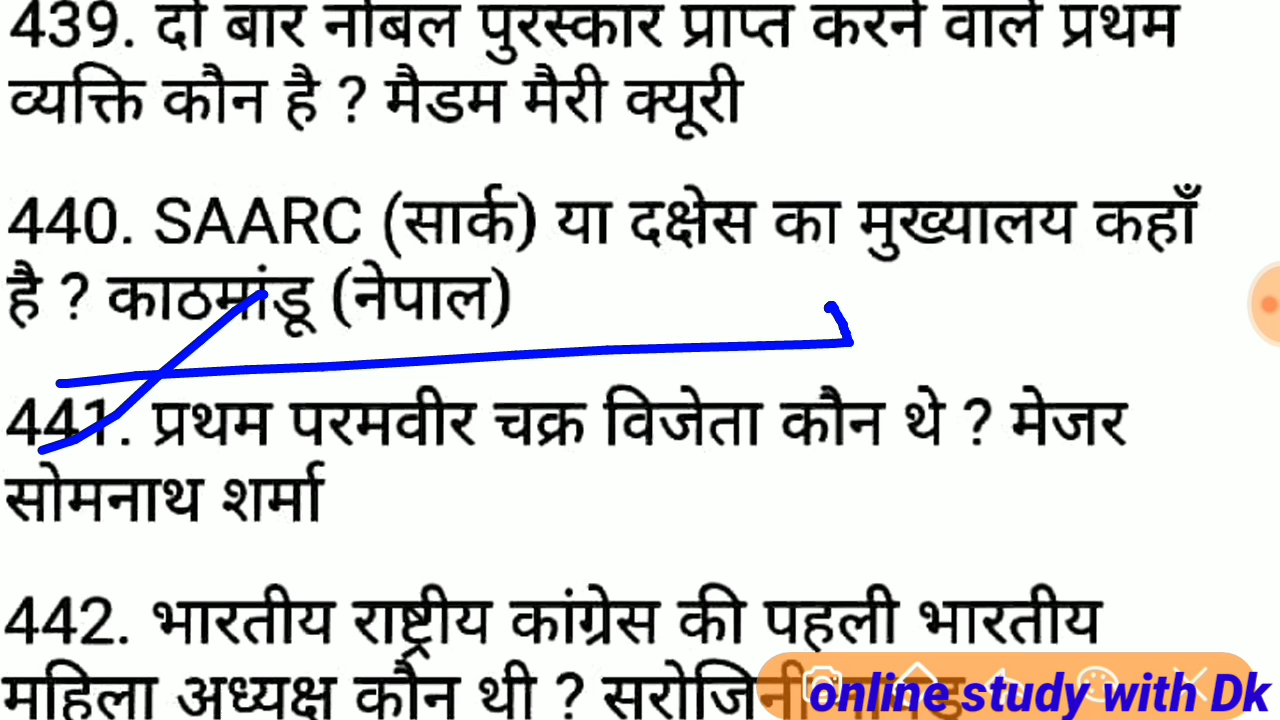 439. दो बार नोबल पुरस्कार प्राप्त करने वाले प्रथम
व्यक्ति कौन है ? मैडम मैरी क्यूरी
440. SAARC (सार्क) या दक्षेस का मुख्यालय कहाँ
है ? काठमांडू (नेपाल)
441. प्रथम परमवीर चक्र विजेता कौन थे ? मेजर
सोमनाथ शर्मा
442. भारतीय राष्ट्रीय कांग्रेस की पहली भारतीय
महिला अध्यक्ष कौन थी ? सरोजिनी
online study with Dk